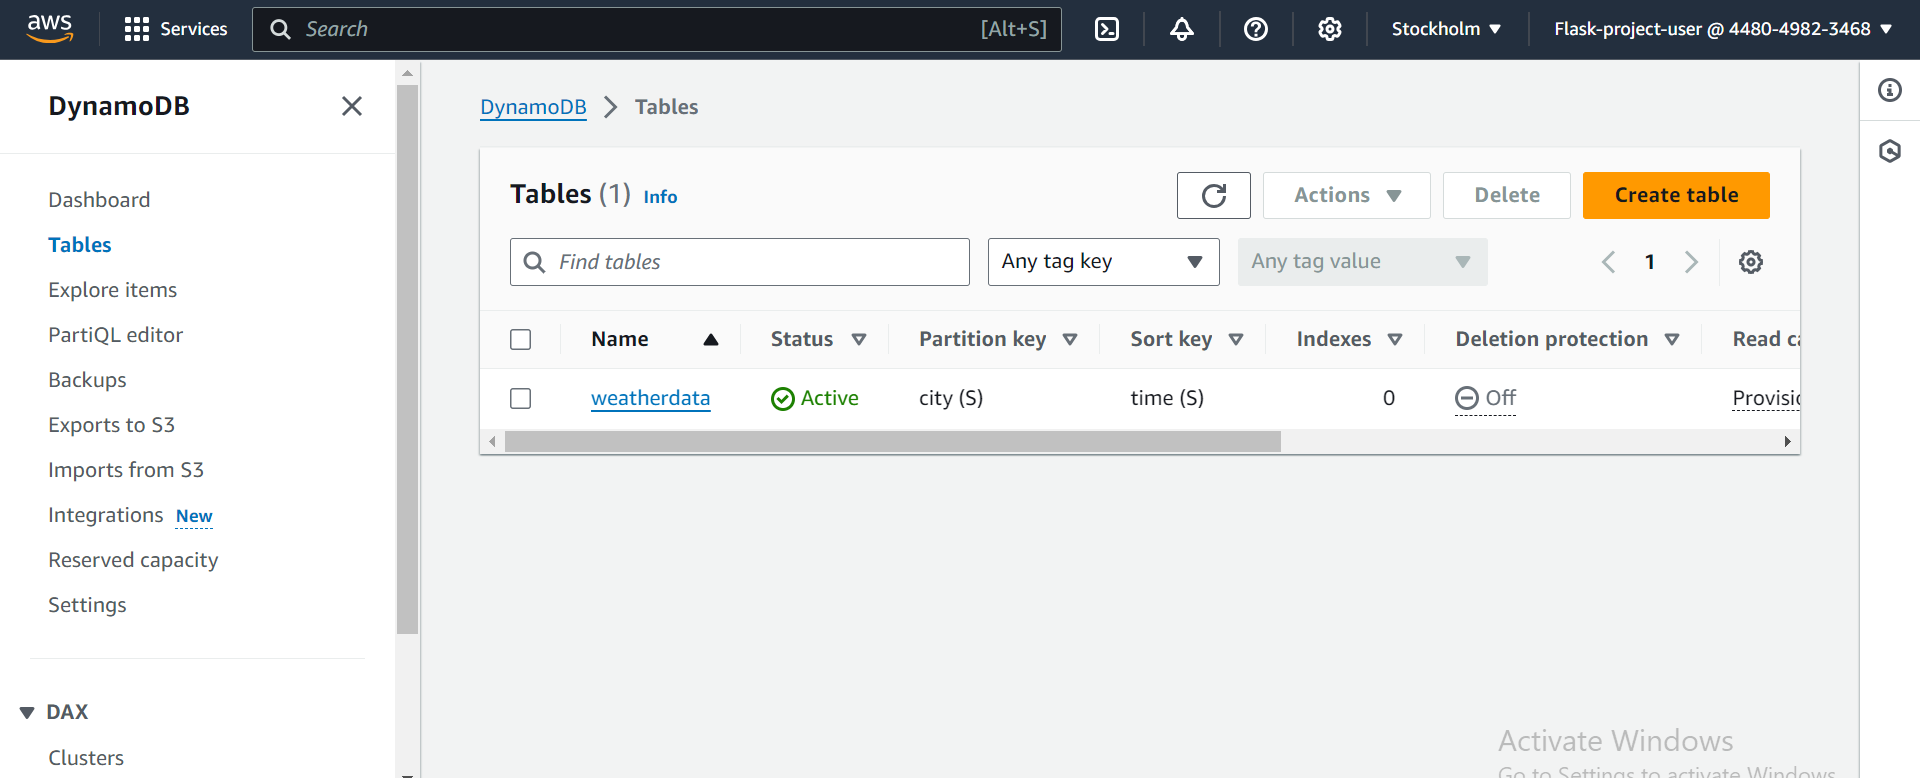 aws
Services
Search
[Alt+S]
Stockholm
Flask-project-user @ 4480-4982-3468
DynamoDB
Dashboard
Tables
Explore items
PartiQL editor
Backups
Exports to S3
Imports from S3
Integrations New
Reserved capacity
Settings
DAX
Clusters
DynamoDB
Tables
Tables (1) Info
Actions
Delete
Create table
Find tables
Any tag key
Any tag value
1
Name
Status
Partition key
Sort key
Indexes
Deletion protection
Read ca
weatherdata
Active
city (S)
time (S)
0
Off
Provisio
Activate Windows
Go to Settings to activate Windows.